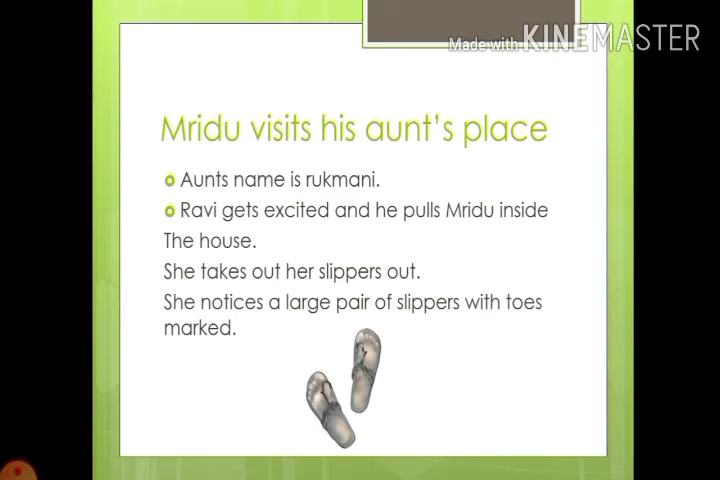 Made with KINEMASTER
Mridu visits his aunt's place
Aunts name is rukmani.
Ravi gets excited and he pulls Mridu inside
The house.
She takes out her slippers out.
She notices a large pair of slippers with toes
marked.